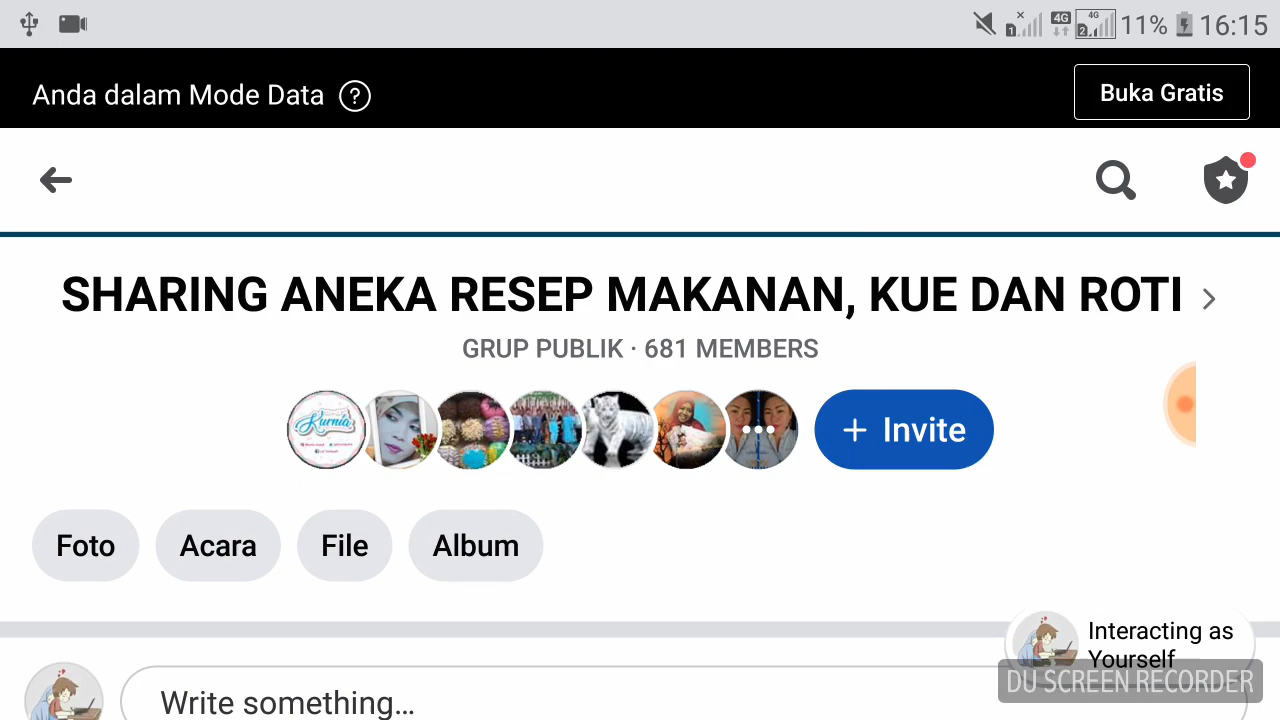 11% 16:15
Anda dalam Mode Data
Buka Gratis
SHARING ANEKA RESEP MAKANAN, KUE DAN ROTI
GRUP PUBLIK · 681 MEMBERS
Kurnia
+ Invite
Foto Acara File Album
Interacting as
Yourself
Write something...
DU SCREEN RECORDER